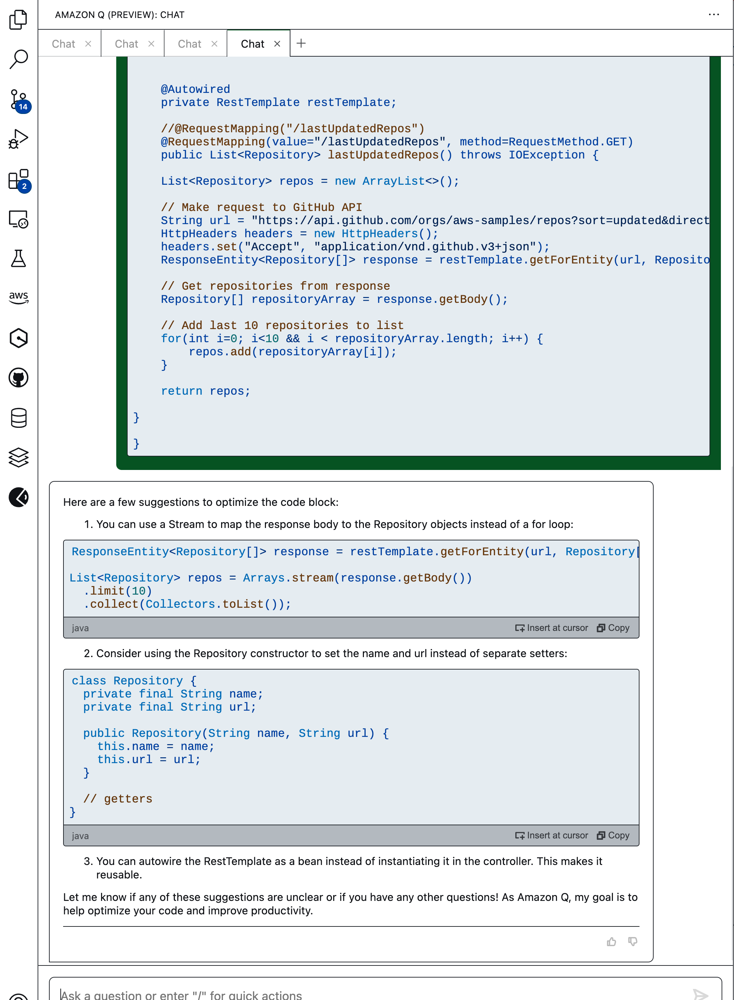 AMAZON Q (PREVIEW): CHAT
Chat
Chat
Chat
Chat
@Autowired
private RestTemplate restTemplate;
//@RequestMapping("/lastUpdatedRepos")
@RequestMapping(value="/lastUpdatedRepos", method=RequestMethod.GET)
public List<Repository> lastUpdatedRepos() throws IOException {
List<Repository> repos = new ArrayList<>();
// Make request to GitHub API
String url = "https://api.github.com/orgs/aws-samples/repos?sort=updated&direct
HttpHeaders headers = new HttpHeaders();
headers.set("Accept", "application/vnd.github.v3+json");
ResponseEntity<Repository[]> response = restTemplate.getForEntity(url, Reposito
// Get repositories from response
Repository[] repositoryArray = response.getBody();
// Add last 10 repositories to list
for(int i=0; i<10 && i < repositoryArray.length; i++) {
repos.add(repositoryArray[i]);
}
return repos;
}
}
14
2
aws
Here are a few suggestions to optimize the code block:
1. You can use a Stream to map the response body to the Repository objects instead of a for loop:
ResponseEntity<Repository[]> response = restTemplate.getForEntity(url, Repository[
List<Repository> repos = Arrays.stream(response.getBody())
.limit(10)
.collect(Collectors.toList());
java Insert at cursor Copy
2. Consider using the Repository constructor to set the name and url instead of separate setters:
class Repository {
private final String name;
private final String url;
public Repository(String name, String url) {
this.name = name;
this.url = url;
}
// getters
}
java Insert at cursor Copy
3. You can autowire the RestTemplate as a bean instead of instantiating it in the controller. This makes it
reusable.
Let me know if any of these suggestions are unclear or if you have any other questions! As Amazon Q, my goal is to
help optimize your code and improve productivity.
Ask a question or enter "/" for quick actions